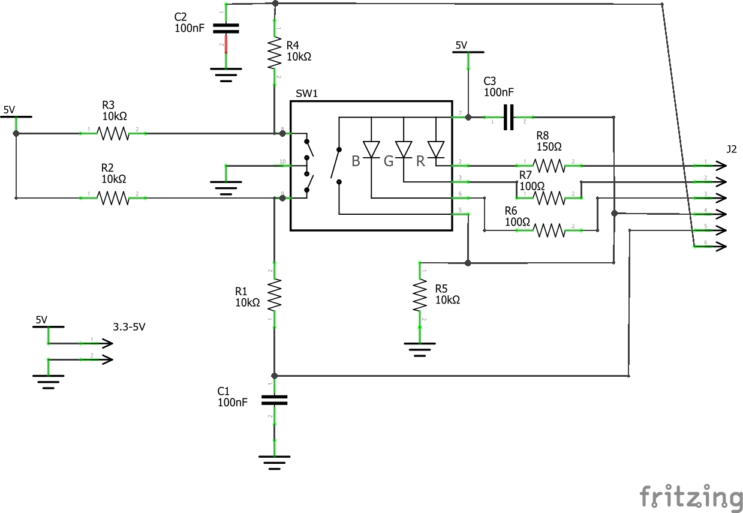 C2
100nF
R4
10kΩ
5V
C3
100nF
SW1
R3
10kΩ
5V
R8
150Ω
J2
B G R
R2
10kΩ
R7
100Ω
R6
100Ω
R1
10kΩ
R5
10kΩ
5V
3.3-5V
C1
100nF
fritzing